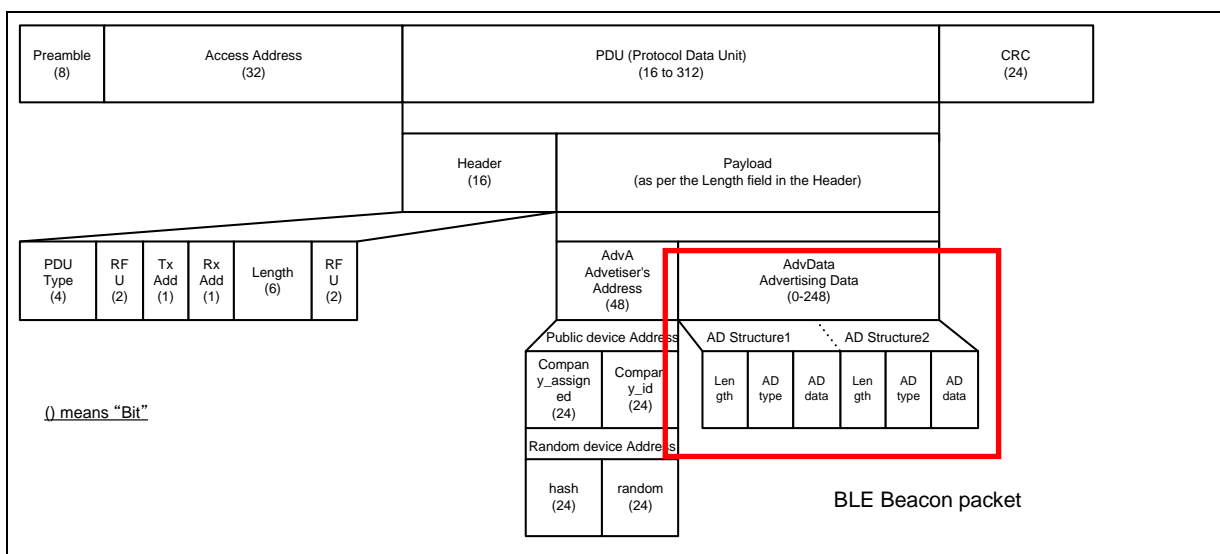 Preamble
(8)
Access Address
(32)
PDU (Protocol Data Unit)
(16 to 312)
CRC
(24)
Header
(16)
Payload
(as per the Length field in the Header)
PDU
Type
(4)
RF
U
(2)
Tx
Add
(1)
Rx
Add
(1)
Length
(6)
RF
U
(2)
AdvA
Advetiser's
Address
(48)
AdvData
Advertising Data
(0-248)
Public device Address
AD Structure1
AD Structure2
Compan
y_assign
ed
(24)
Compan
y_id
(24)
Len
gth
AD
type
AD
data
Len
gth
AD
type
AD
data
() means “Bit”
Random device Address
hash
(24)
random
(24)
BLE Beacon packet